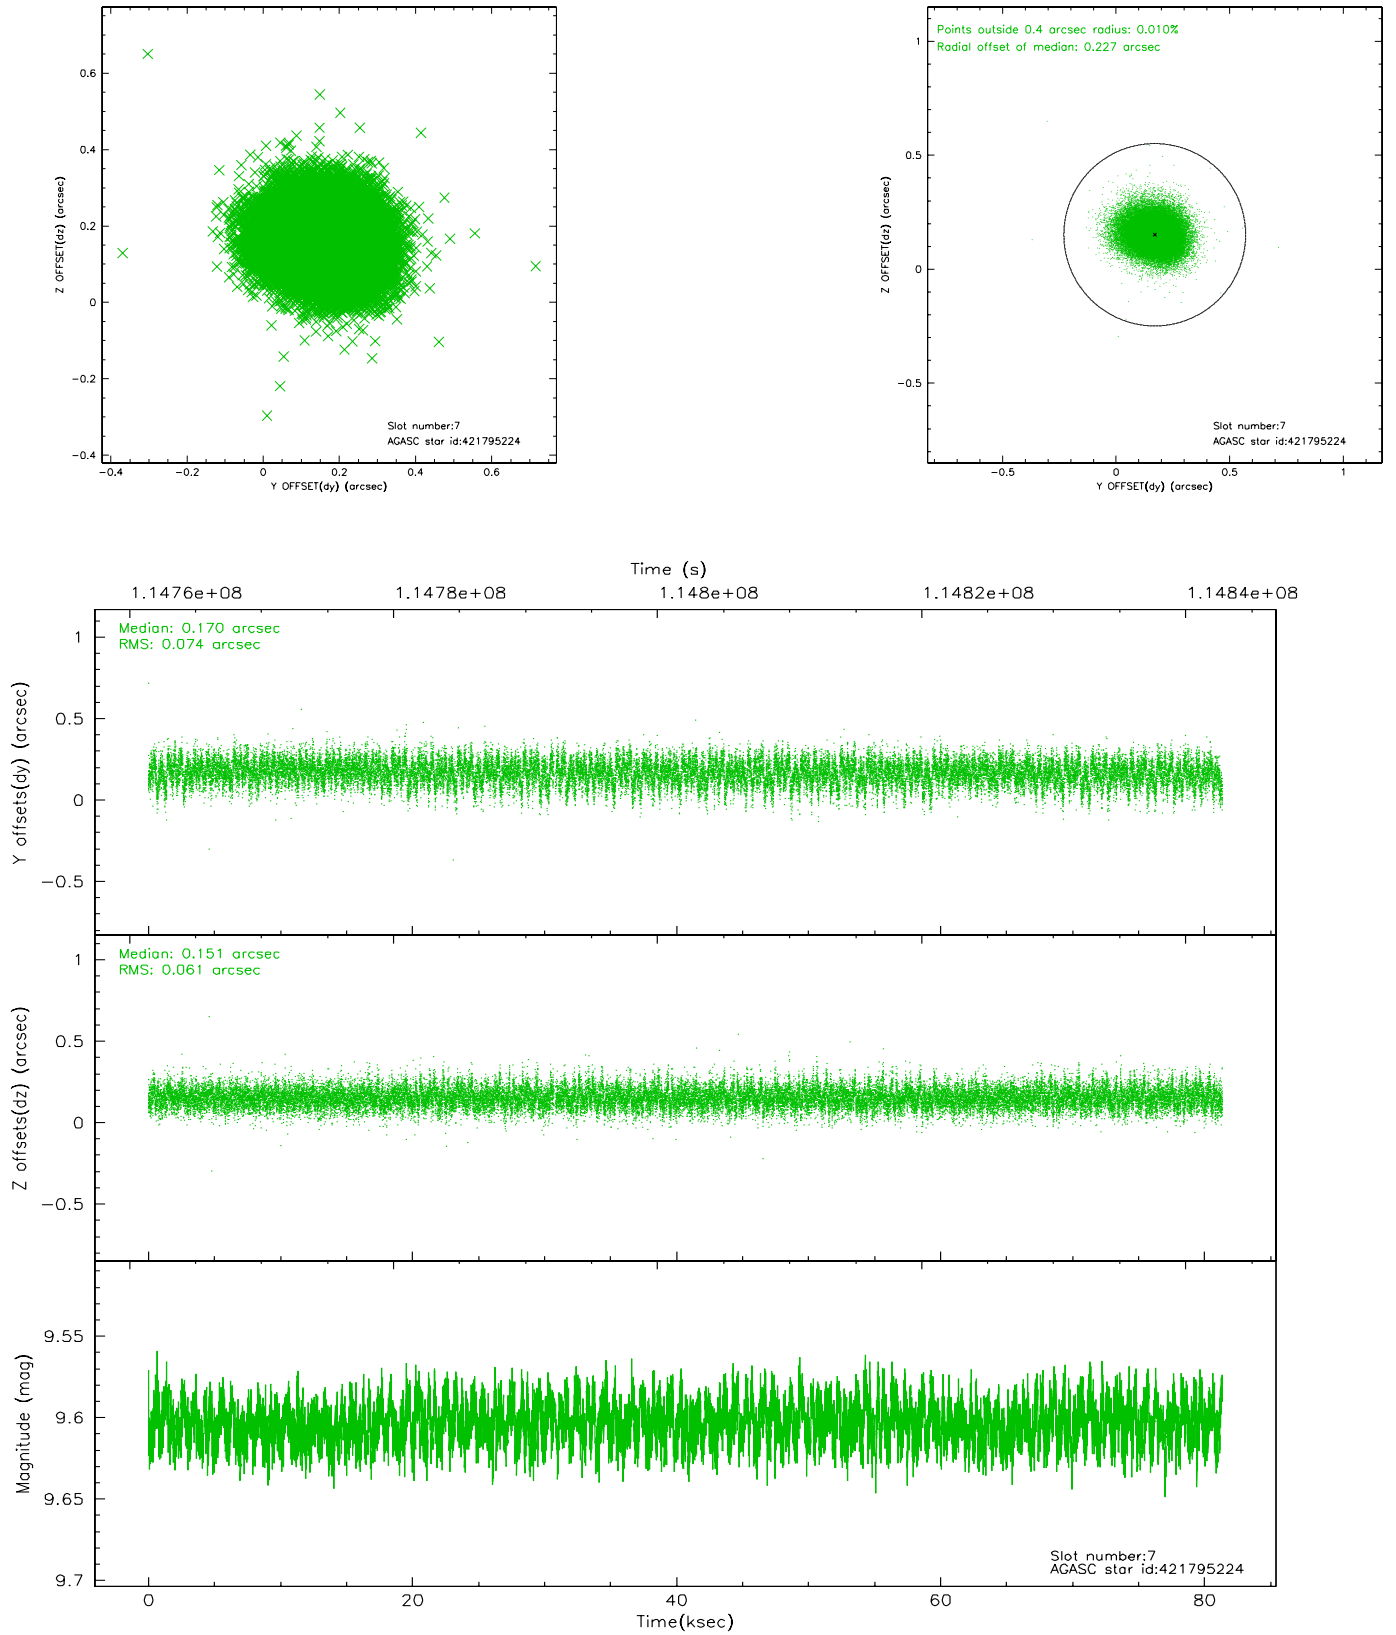 0.6
0.4
0.2
0
−0.2
−0.4
Z OFFSET(dz) (arcsec)
−0.4 −0.2 0 0.2 0.4 0.6
Y OFFSET(dy) (arcsec)
Slot number:7
AGASC star id:421795224
Points outside 0.4 arcsec radius: 0.010%
Radial offset of median: 0.227 arcsec
1
0.5
0
−0.5
Z OFFSET(dz) (arcsec)
−0.5 0 0.5 1
Y OFFSET(dy) (arcsec)
Slot number:7
AGASC star id:421795224
Time (s)
1.1476e+08 1.1478e+08 1.148e+08 1.1482e+08 1.1484e+08
Median: 0.170 arcsec
RMS: 0.074 arcsec
1
0.5
0
−0.5
Y offsets(dy) (arcsec)
Median: 0.151 arcsec
RMS: 0.061 arcsec
1
0.5
0
−0.5
Z offsets(dz) (arcsec)
9.55
9.6
9.65
9.7
Magnitude (mag)
Slot number:7
AGASC star id:421795224
0 20 40 60 80
Time(ksec)